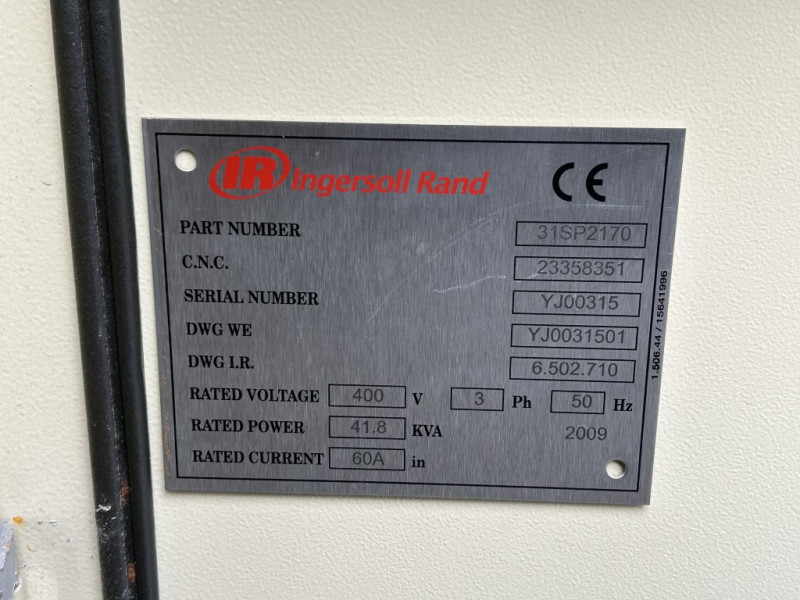 IR Ingersoll Rand CE
PART NUMBER 31SP2170
C.N.C. 23358351
SERIAL NUMBER YJ00315
DWG WE YJ0031501
DWG I.R. 6.502.710
RATED VOLTAGE 400 V 3 Ph 50 Hz
RATED POWER 41.8 KVA 2009
RATED CURRENT 60A in
1.506.44 / 15641996